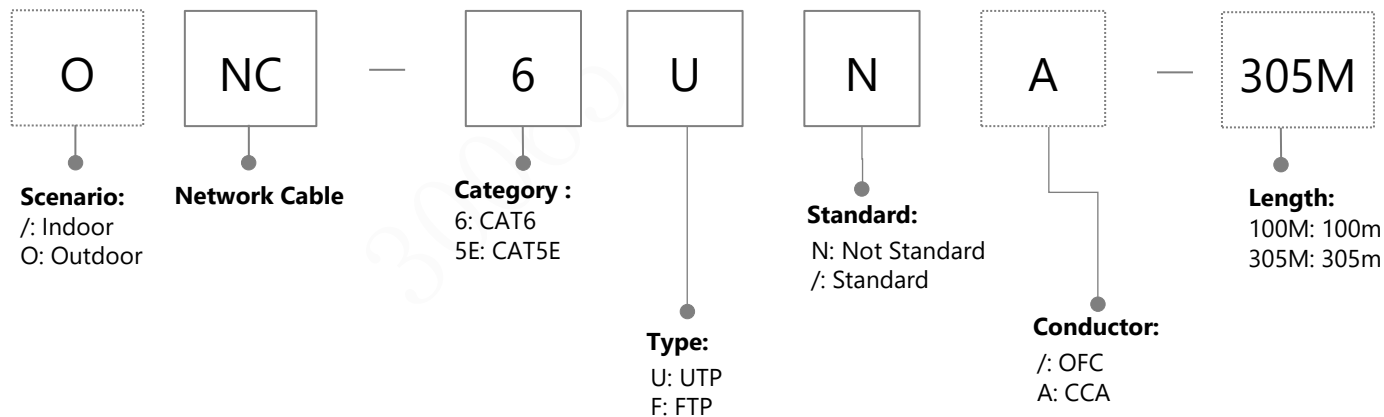 O NC — 6 U N A — 305M
Scenario:
/: Indoor
O: Outdoor
Network Cable
Category :
6: CAT6
5E: CAT5E
Type:
U: UTP
F: FTP
Standard:
N: Not Standard
/: Standard
Conductor:
/: OFC
A: CCA
Length:
100M: 100m
305M: 305m